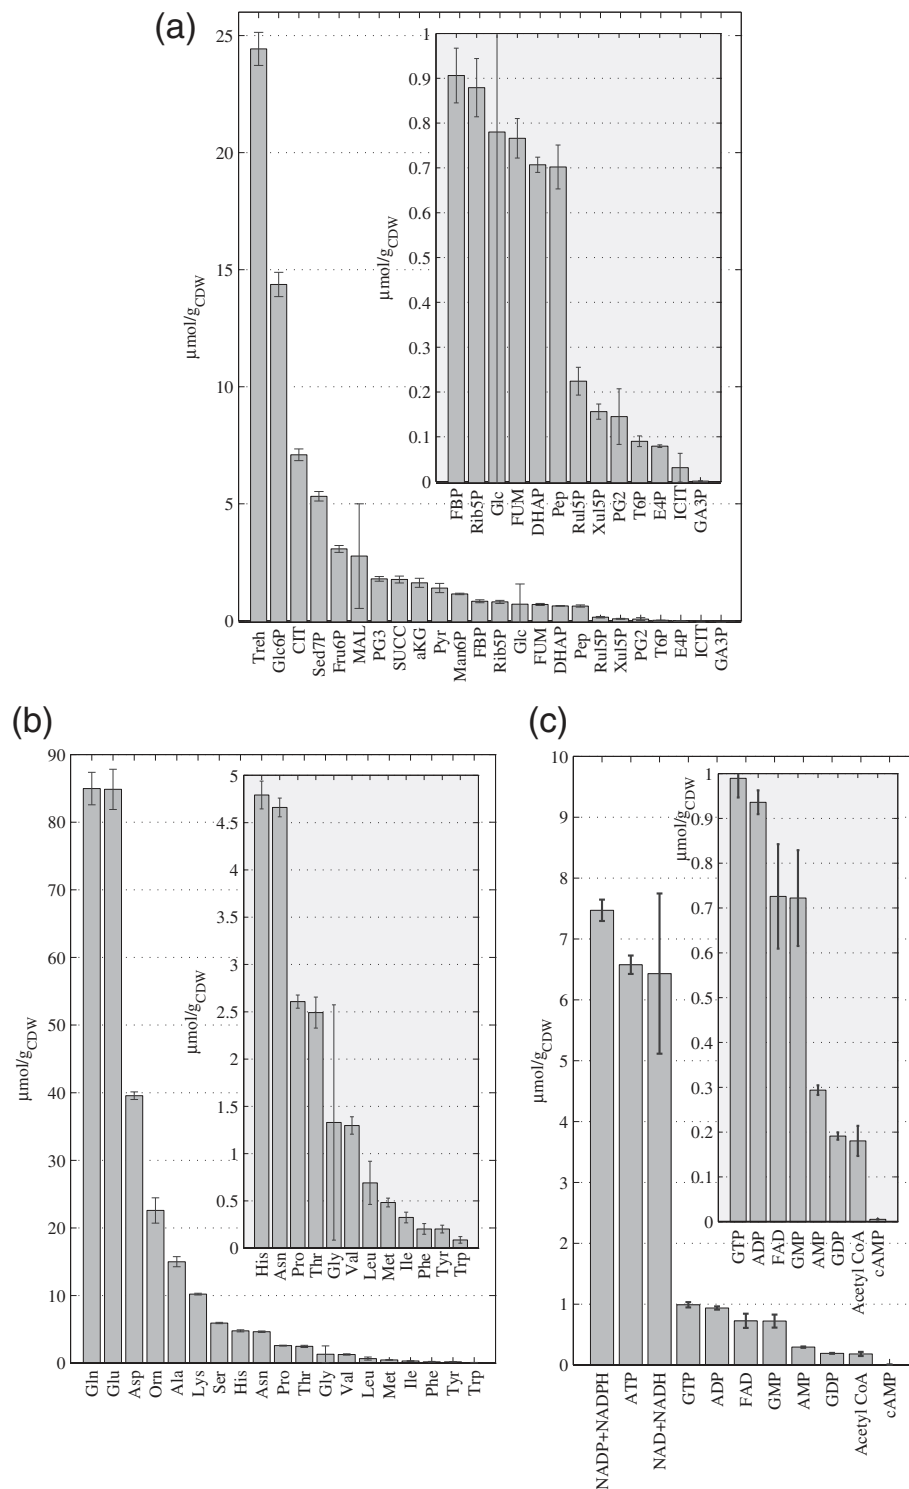 (a)
25
20
15
10
5
0
μmol/gCDW
Treh
Glc6P
CIT
Sed7P
Fru6P
MAL
PG3
SUCC
aKG
Pyr
Man6P
FBP
Rib5P
Glc
FUM
DHAP
Pep
Rul5P
Xul5P
PG2
T6P
E4P
ICIT
GA3P
1
0.9
0.8
0.7
0.6
0.5
0.4
0.3
0.2
0.1
0
μmol/gCDW
FBP
Rib5P
Glc
FUM
DHAP
Pep
Rul5P
Xul5P
PG2
T6P
E4P
ICIT
GA3P
(b)
90
80
70
60
50
40
30
20
10
0
μmol/gCDW
Gln
Glu
Asp
Orn
Ala
Lys
Ser
His
Asn
Pro
Thr
Gly
Val
Leu
Met
Ile
Phe
Tyr
Trp
5
4.5
4
3.5
3
2.5
2
1.5
1
0.5
0
μmol/gCDW
His
Asn
Pro
Thr
Gly
Val
Leu
Met
Ile
Phe
Tyr
Trp
(c)
10
9
8
7
6
5
4
3
2
1
0
μmol/gCDW
NADP+NADPH
ATP
NAD+NADH
GTP
ADP
FAD
GMP
AMP
GDP
Acetyl CoA
cAMP
1
0.9
0.8
0.7
0.6
0.5
0.4
0.3
0.2
0.1
0
μmol/gCDW
GTP
ADP
FAD
GMP
AMP
GDP
Acetyl CoA
cAMP